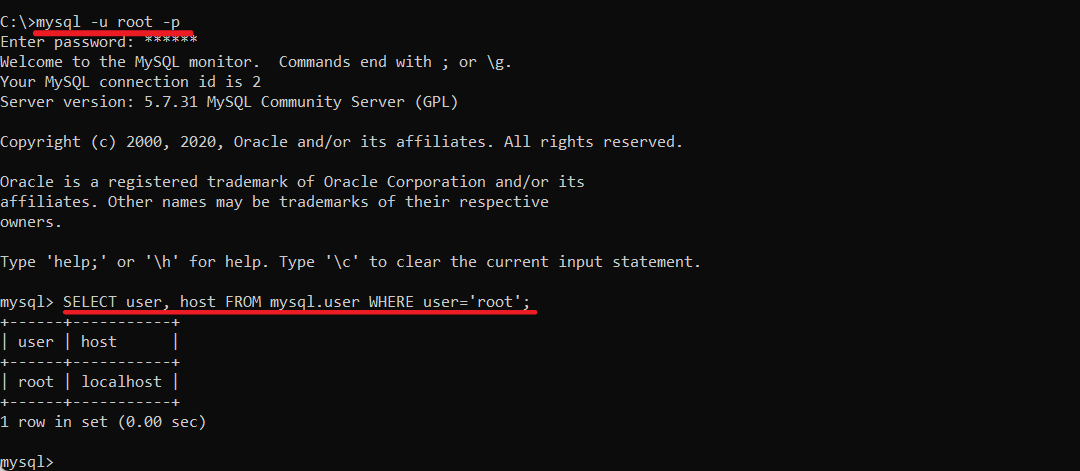 C:\>mysql -u root -p
Enter password: ******
Welcome to the MySQL monitor.  Commands end with ; or \g.
Your MySQL connection id is 2
Server version: 5.7.31 MySQL Community Server (GPL)
Copyright (c) 2000, 2020, Oracle and/or its affiliates. All rights reserved.
Oracle is a registered trademark of Oracle Corporation and/or its
affiliates. Other names may be trademarks of their respective
owners.
Type 'help;' or '\h' for help. Type '\c' to clear the current input statement.
mysql> SELECT user, host FROM mysql.user WHERE user='root';
+------+-----------+
| user | host      |
+------+-----------+
| root | localhost |
+------+-----------+
1 row in set (0.00 sec)
mysql>